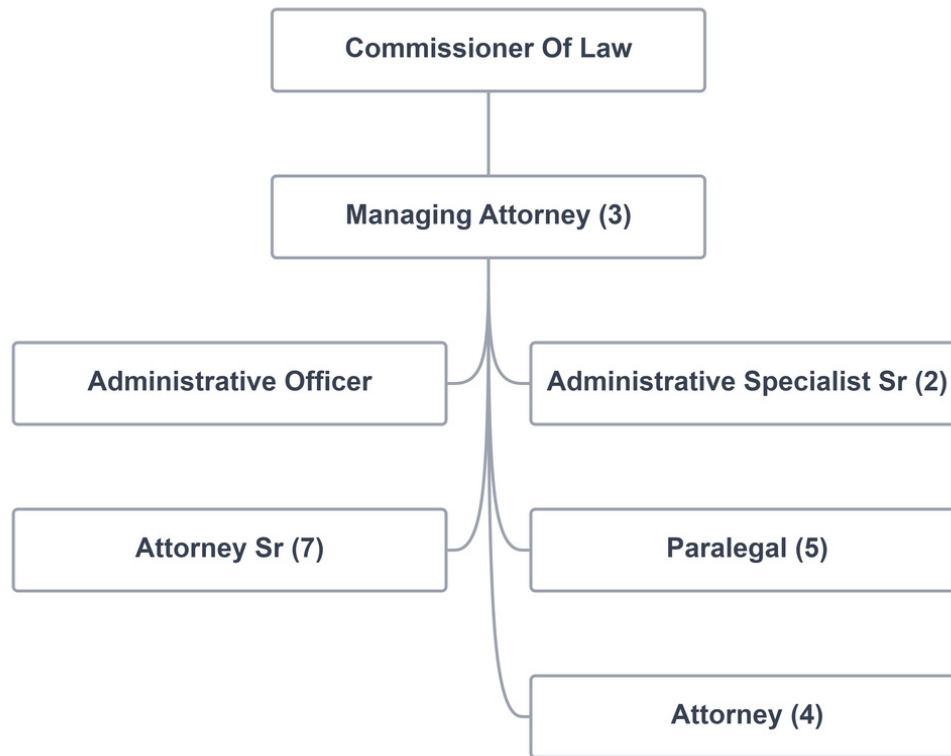 Commissioner Of Law
Managing Attorney (3)
Administrative Officer
Administrative Specialist Sr (2)
Attorney Sr (7)
Paralegal (5)
Attorney (4)